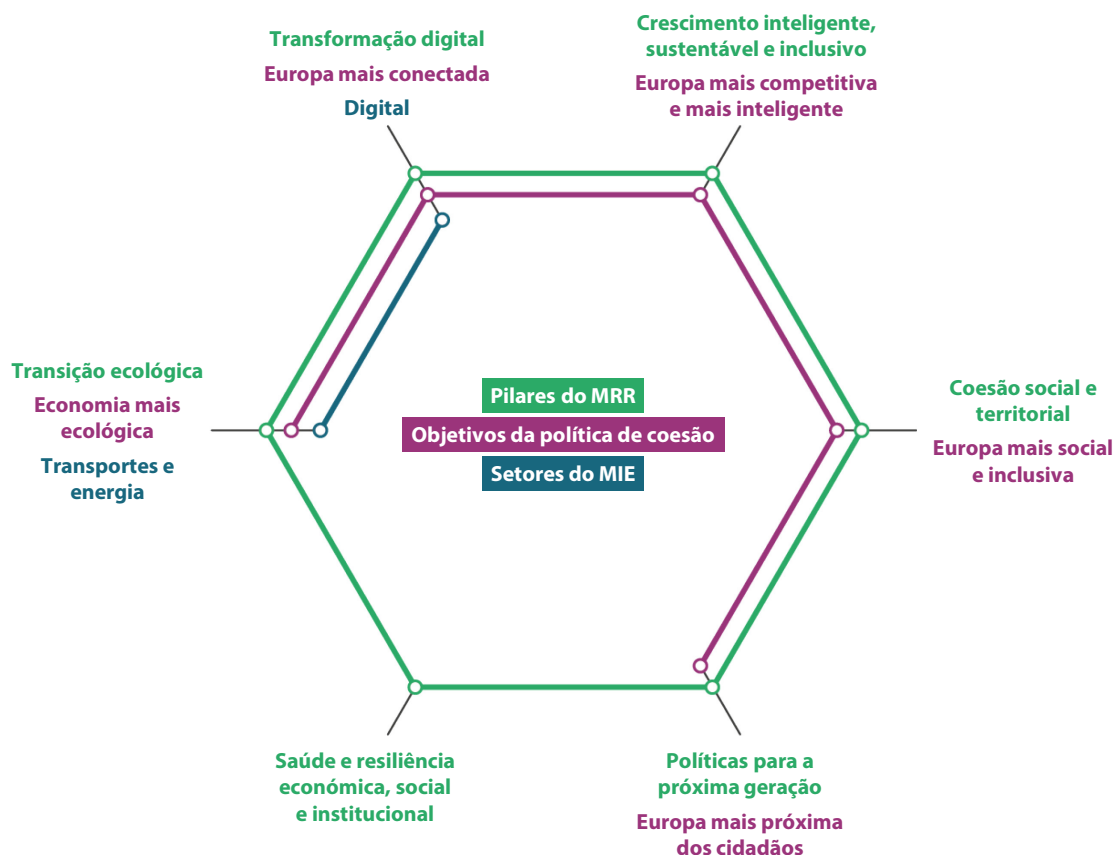 Transformação digital
Europa mais conectada
Digital
Crescimento inteligente,
sustentável e inclusivo
Europa mais competitiva
e mais inteligente
Transição ecológica
Economia mais
ecológica
Transportes e
energia
Pilares do MRR
Objetivos da política de coesão
Setores do MIE
Coesão social e
territorial
Europa mais social
e inclusiva
Saúde e resiliência
económica, social
e institucional
Políticas para a
próxima geração
Europa mais próxima
dos cidadãos